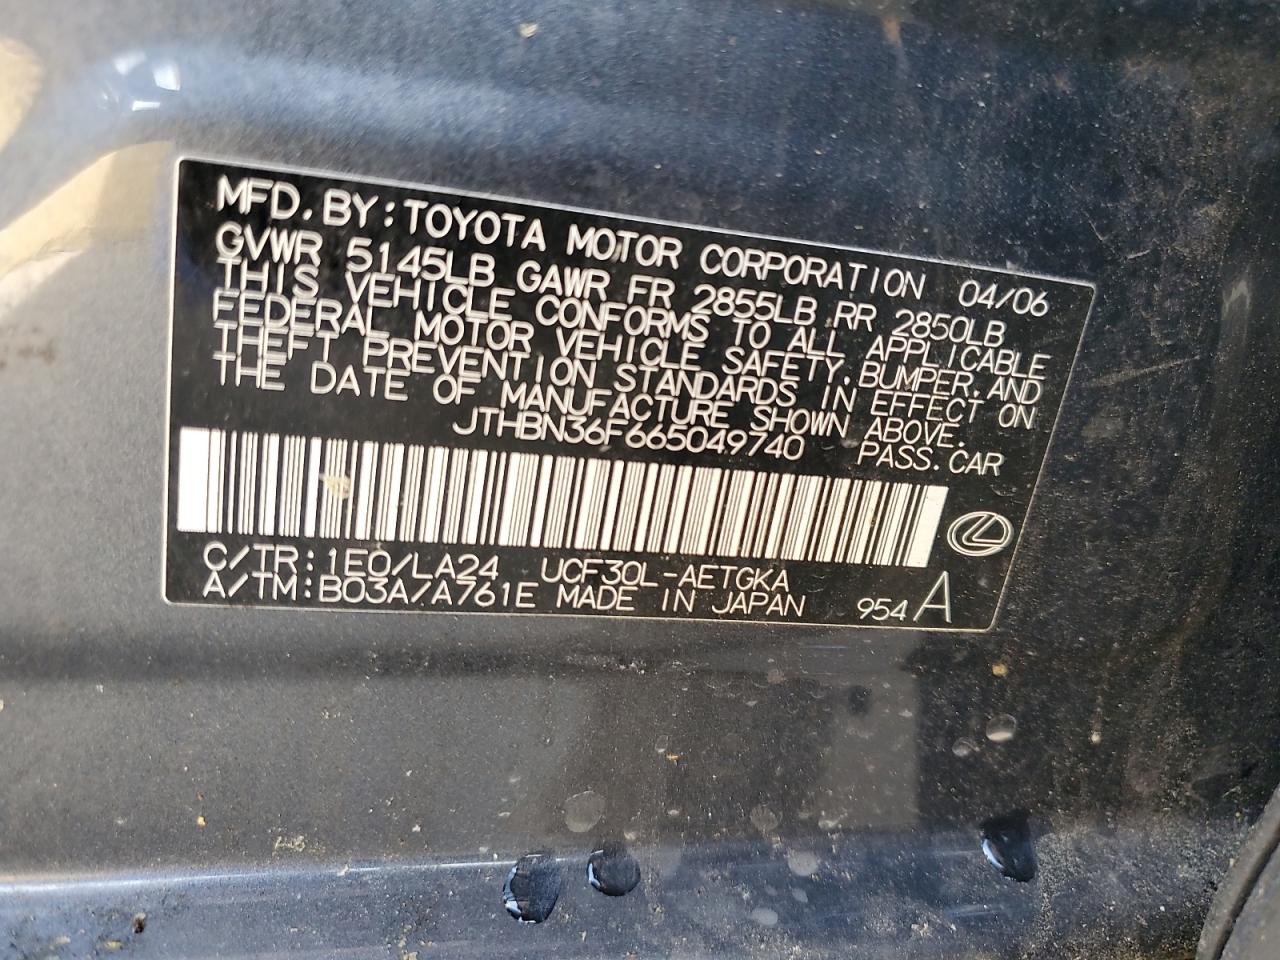 MFD. BY: TOYOTA MOTOR CORPORATION 04/06
GVWR 5145LB GAWR FR 2855LB RR 2850LB
THIS VEHICLE CONFORMS TO ALL APPLICABLE
FEDERAL MOTOR VEHICLE SAFETY, BUMPER, AND
THEFT PREVENTION STANDARDS IN EFFECT ON
THE DATE OF MANUFACTURE SHOWN ABOVE.
JTHBN36F665049740 PASS. CAR
C/TR: 1E0/LA24 UCF30L-AETGKA
A/TM: B03A/A761E MADE IN JAPAN 954 A